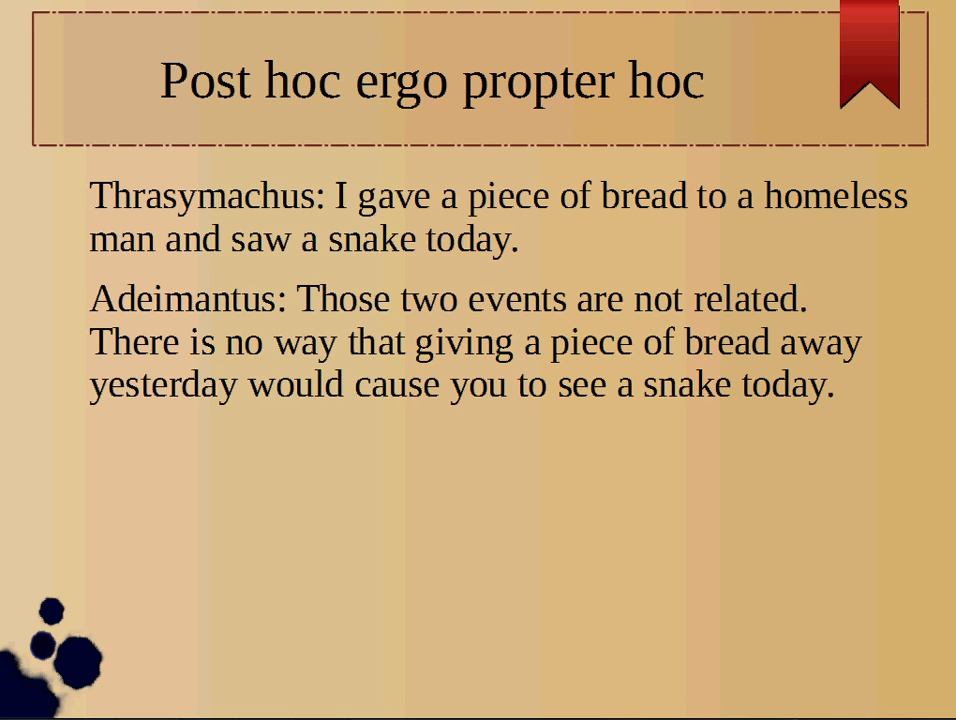 Post hoc ergo propter hoc
Thrasymachus: I gave a piece of bread to a homeless
man and saw a snake today.
Adeimantus: Those two events are not related.
There is no way that giving a piece of bread away
yesterday would cause you to see a snake today.